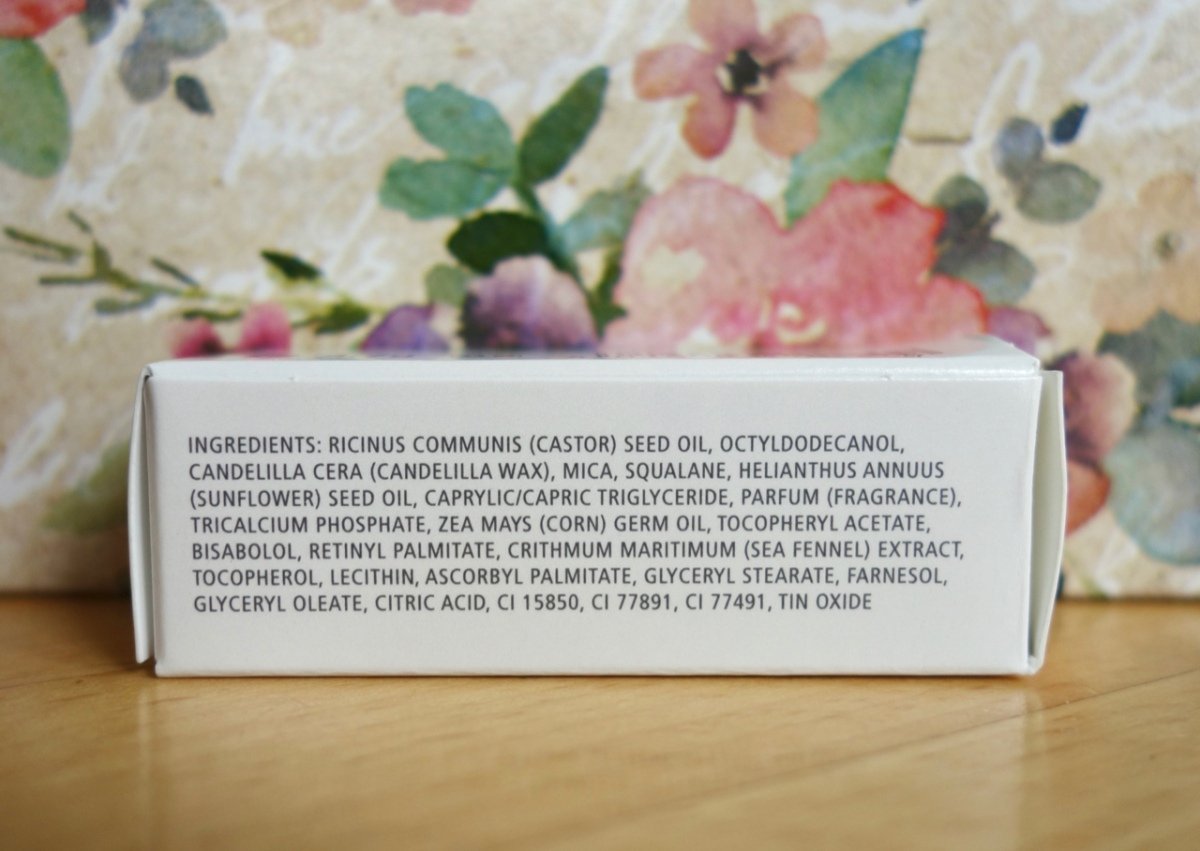 INGREDIENTS: RICINUS COMMUNIS (CASTOR) SEED OIL, OCTYLDODECANOL,
CANDELILLA CERA (CANDELILLA WAX), MICA, SQUALANE, HELIANTHUS ANNUUS
(SUNFLOWER) SEED OIL, CAPRYLIC/CAPRIC TRIGLYCERIDE, PARFUM (FRAGRANCE),
TRICALCIUM PHOSPHATE, ZEA MAYS (CORN) GERM OIL, TOCOPHERYL ACETATE,
BISABOLOL, RETINYL PALMITATE, CRITHMUM MARITIMUM (SEA FENNEL) EXTRACT,
TOCOPHEROL, LECITHIN, ASCORBYL PALMITATE, GLYCERYL STEARATE, FARNESOL,
GLYCERYL OLEATE, CITRIC ACID, CI 15850, CI 77891, CI 77491, TIN OXIDE